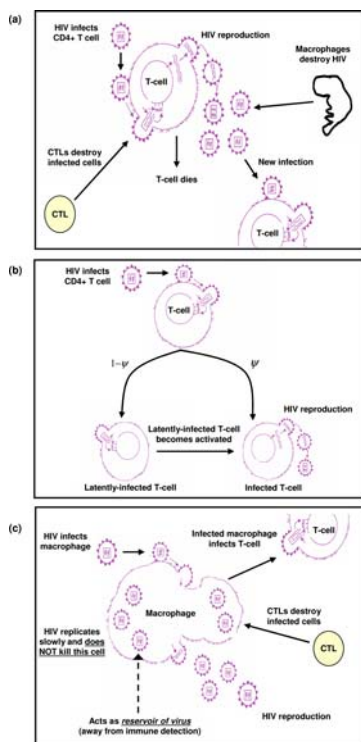 (a)
HIV infects
CD4+ T cell
HIV reproduction
Macrophages
destroy HIV
T-cell
CTLs destroy
infected cells
New infection
T-cell dies
CTL
T-cell
(b)
HIV infects
CD4+ T cell
T-cell
1-ψ
ψ
HIV reproduction
Latently-infected T-cell
becomes activated
Latently-infected T-cell
Infected T-cell
(c)
HIV infects
macrophage
Infected macrophage
infects T-cell
T-cell
Macrophage
CTLs destroy
infected cells
HIV replicates
slowly and does
NOT kill this cell
CTL
Acts as reservoir of virus
(away from immune detection)
HIV reproduction